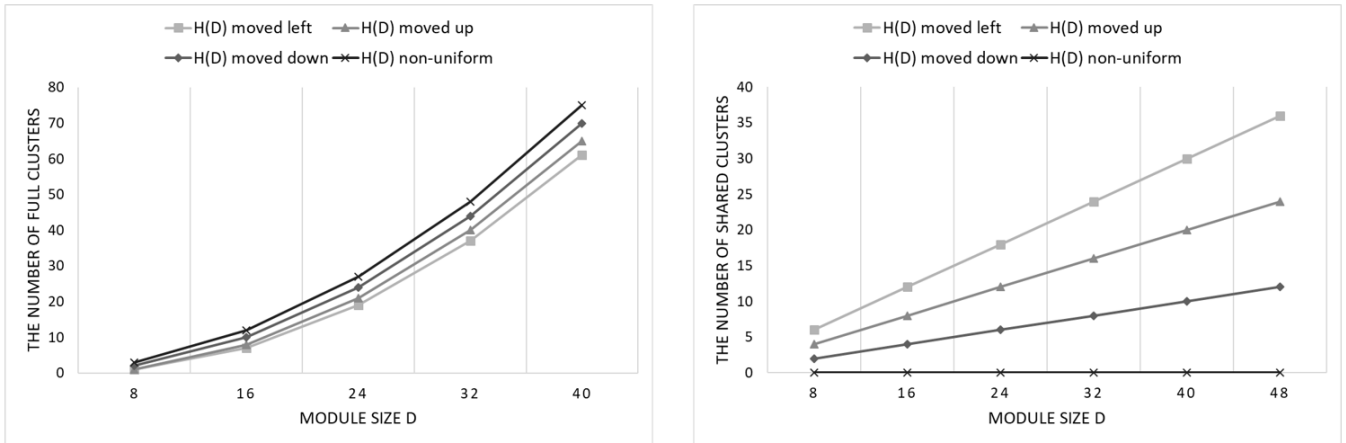 H(D) moved left H(D) moved up
H(D) moved down H(D) non-uniform
THE NUMBER OF FULL CLUSTERS
80
70
60
50
40
30
20
10
0
8 16 24 32 40
MODULE SIZE D
H(D) moved left H(D) moved up
H(D) moved down H(D) non-uniform
THE NUMBER OF SHARED CLUSTERS
40
35
30
25
20
15
10
5
0
8 16 24 32 40 48
MODULE SIZE D